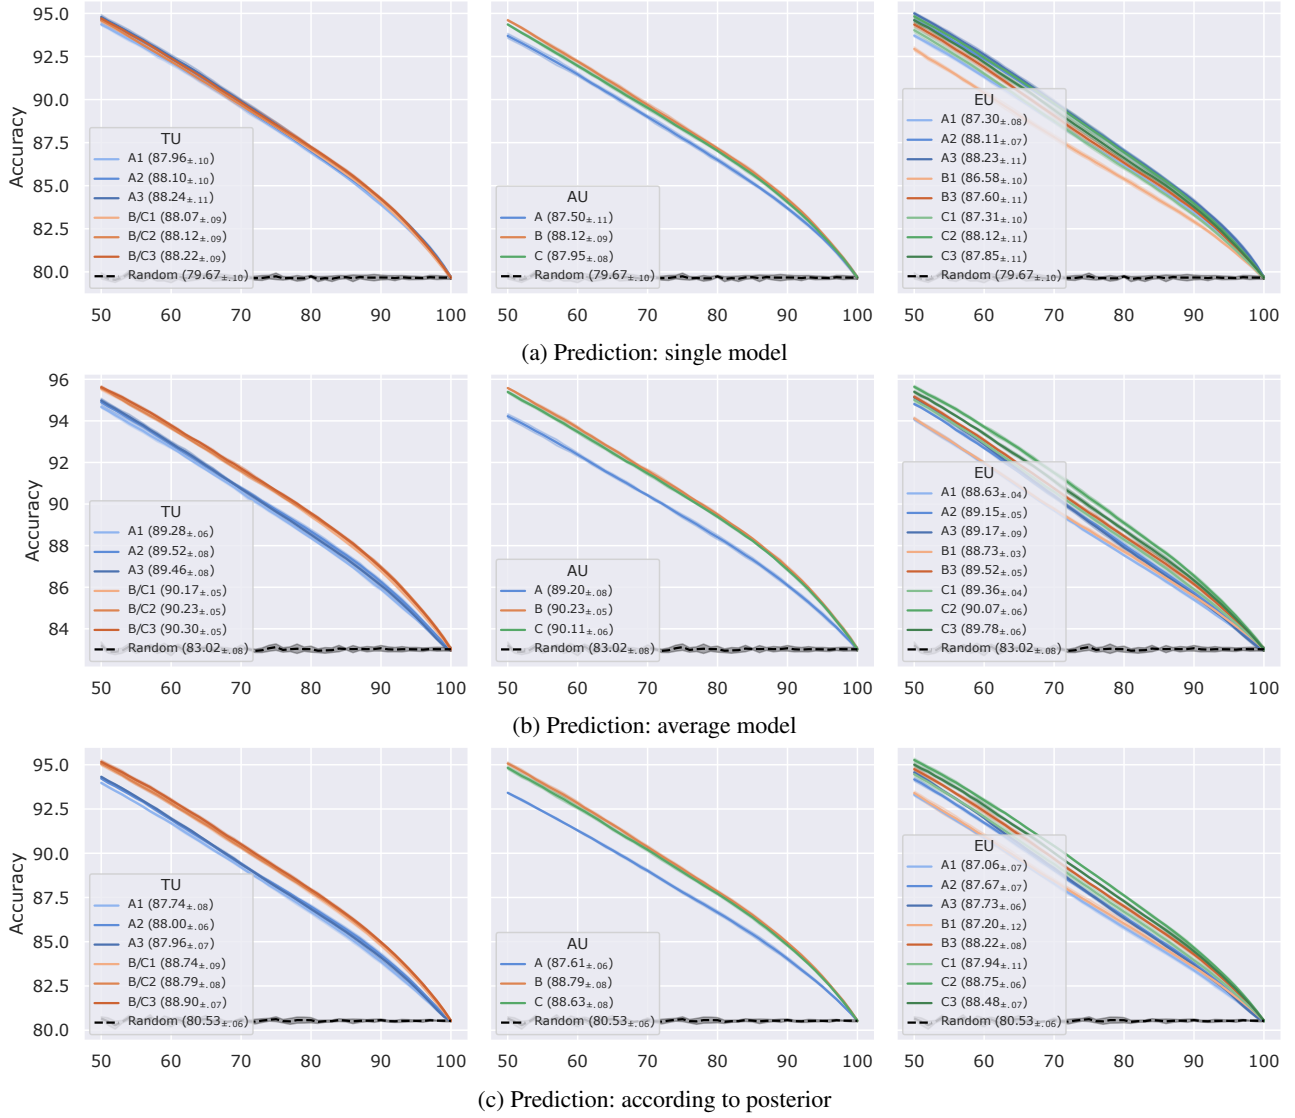 95.0
92.5
90.0
87.5
85.0
82.5
80.0
Accuracy
TU
A1 (87.96±.10)
A2 (88.10±.10)
A3 (88.24±.11)
B/C1 (88.07±.09)
B/C2 (88.12±.09)
B/C3 (88.22±.09)
Random (79.67±.10)
50 60 70 80 90 100
AU
A (87.50±.11)
B (88.12±.09)
C (87.95±.08)
Random (79.67±.10)
50 60 70 80 90 100
EU
A1 (87.30±.08)
A2 (88.11±.07)
A3 (88.23±.11)
B1 (86.58±.10)
B3 (87.60±.11)
C1 (87.31±.10)
C2 (88.12±.11)
C3 (87.85±.11)
Random (79.67±.10)
50 60 70 80 90 100
(a) Prediction: single model
96
94
92
90
88
86
84
Accuracy
TU
A1 (89.28±.06)
A2 (89.52±.08)
A3 (89.46±.08)
B/C1 (90.17±.05)
B/C2 (90.23±.05)
B/C3 (90.30±.05)
Random (83.02±.08)
50 60 70 80 90 100
AU
A (89.20±.08)
B (90.23±.05)
C (90.11±.06)
Random (83.02±.08)
50 60 70 80 90 100
EU
A1 (88.63±.04)
A2 (89.15±.05)
A3 (89.17±.09)
B1 (88.73±.03)
B3 (89.52±.05)
C1 (89.36±.04)
C2 (90.07±.06)
C3 (89.78±.06)
Random (83.02±.08)
50 60 70 80 90 100
(b) Prediction: average model
95.0
92.5
90.0
87.5
85.0
82.5
80.0
Accuracy
TU
A1 (87.74±.08)
A2 (88.00±.06)
A3 (87.96±.07)
B/C1 (88.74±.09)
B/C2 (88.79±.08)
B/C3 (88.90±.07)
Random (80.53±.06)
50 60 70 80 90 100
AU
A (87.61±.06)
B (88.79±.08)
C (88.63±.08)
Random (80.53±.06)
50 60 70 80 90 100
EU
A1 (87.06±.07)
A2 (87.67±.07)
A3 (87.73±.06)
B1 (87.20±.12)
B3 (88.22±.08)
C1 (87.94±.11)
C2 (88.75±.06)
C3 (88.48±.07)
Random (80.53±.06)
50 60 70 80 90 100
(c) Prediction: according to posterior